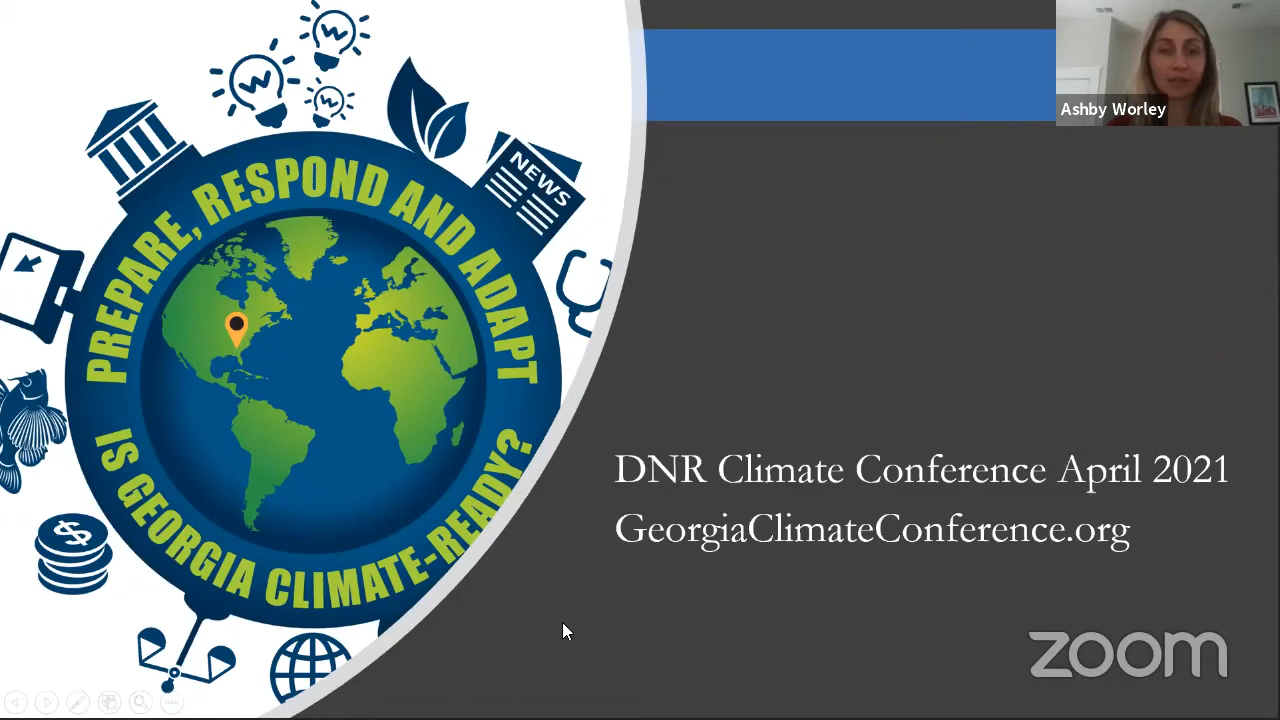 PREPARE, RESPOND AND ADAPT
IS GEORGIA CLIMATE-READY?
NEWS
Ashby Worley
DNR Climate Conference April 2021
GeorgiaClimateConference.org
zoom